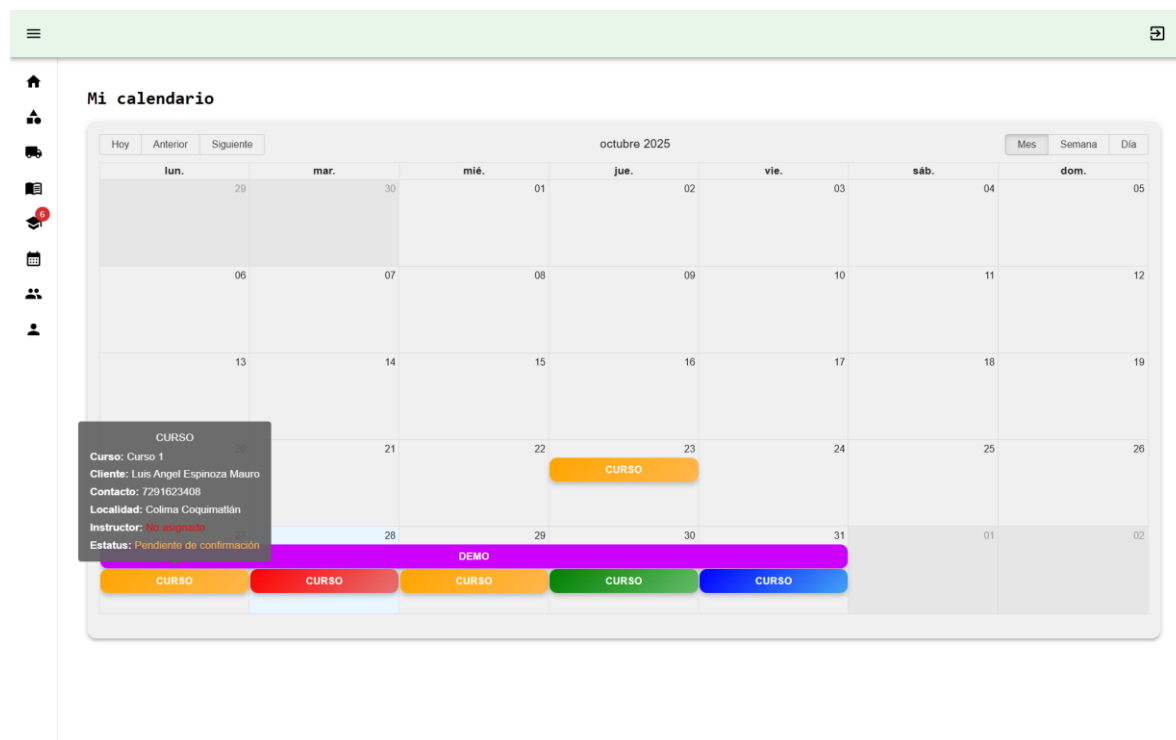 6
Mi calendario
Hoy Anterior Siguiente octubre 2025 Mes Semana Día
lun. mar. mié. jue. vie. sáb. dom.
29 30 01 02 03 04 05
06 07 08 09 10 11 12
13 14 15 16 17 18 19
20 21 22 23 24 25 26
CURSO
CURSO
Curso: Curso 1
Cliente: Luis Angel Espinoza Mauro
Contacto: 7291623408
Localidad: Colima Coquimatlán
Instructor: No asignado
Estatus: Pendiente de confirmación
27 28 29 30 31 01 02
DEMO
CURSO CURSO CURSO CURSO CURSO